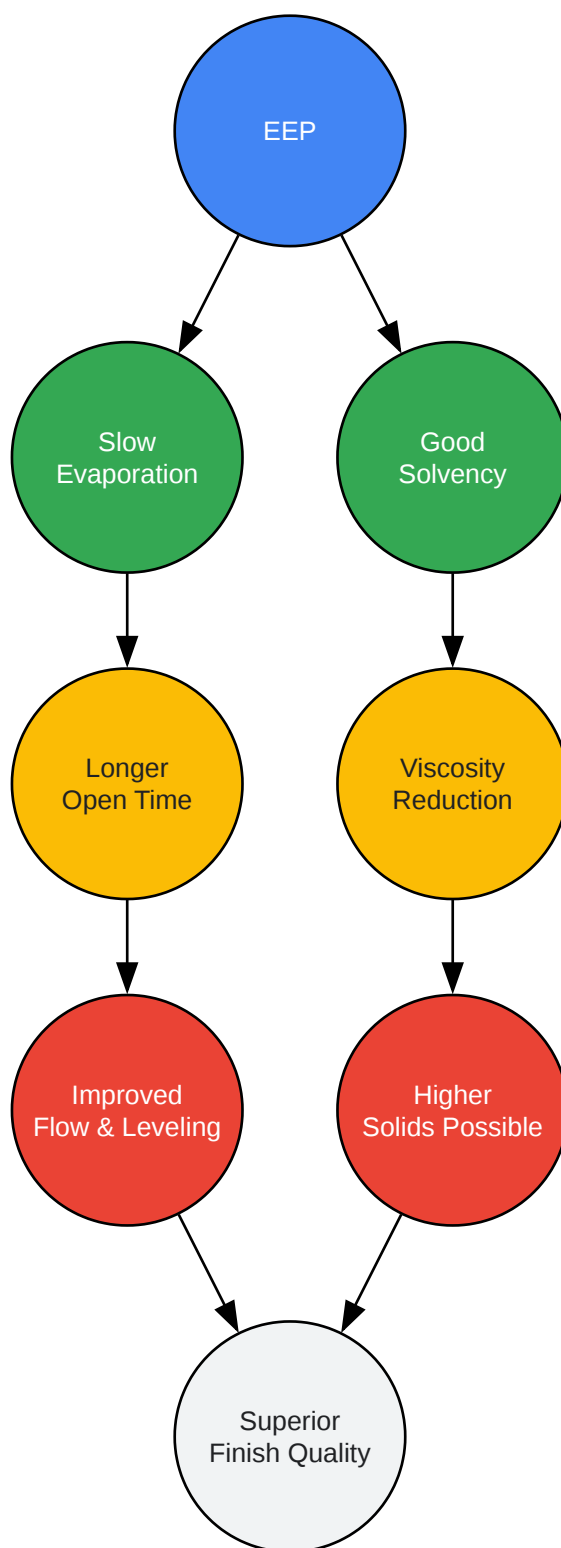 EEP
Slow
Evaporation
Good
Solvency
Longer
Open Time
Viscosity
Reduction
Improved
Flow & Leveling
Higher
Solids Possible
Superior
Finish Quality